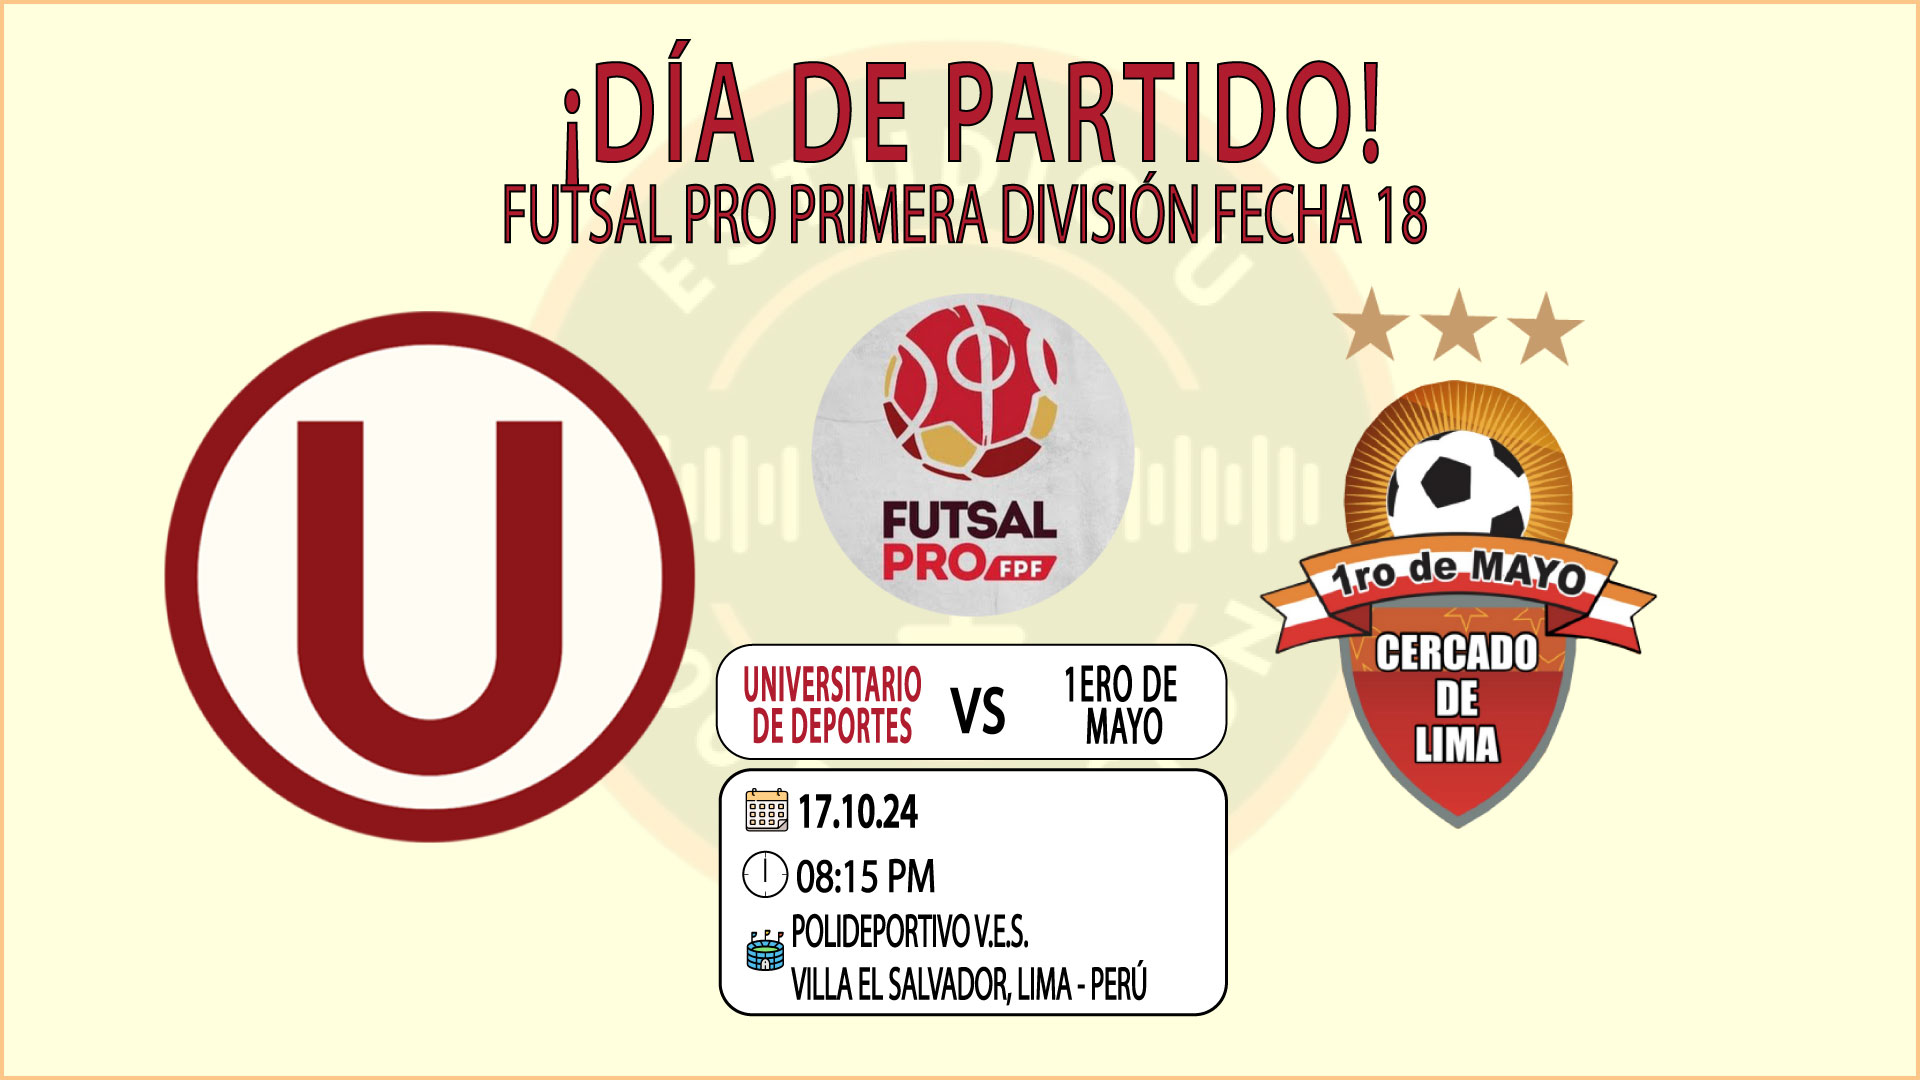 ¡DÍA DE PARTIDO!
FUTSAL PRO PRIMERA DIVISIÓN FECHA 18
ESTUDIO U
U
FUTSAL
PRO FPF
1ro de MAYO
CERCADO
DE
LIMA
UNIVERSITARIO
DE DEPORTES
VS
1ERO DE
MAYO
17.10.24
08:15 PM
POLIDEPORTIVO V.E.S.
VILLA EL SALVADOR, LIMA - PERÚ